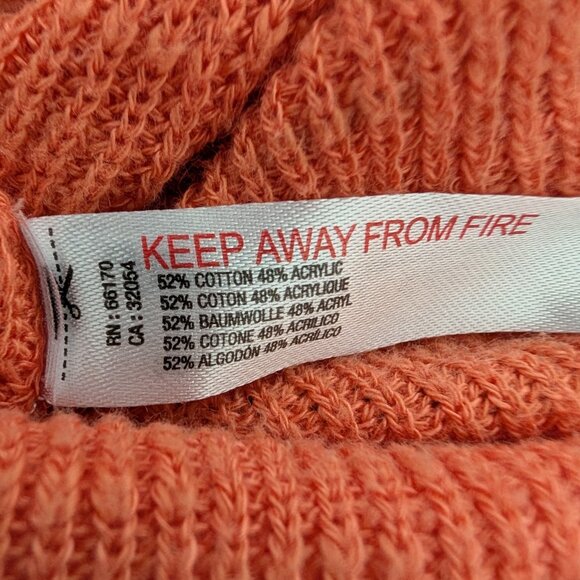 RN : 66170
CA : 32054
KEEP AWAY FROM FIRE
52% COTTON 48% ACRYLIC
52% COTON 48% ACRYLIQUE
52% BAUMWOLLE 48% ACRYL
52% COTONE 48% ACRILICO
52% ALGODÓN 48% ACRÍLICO